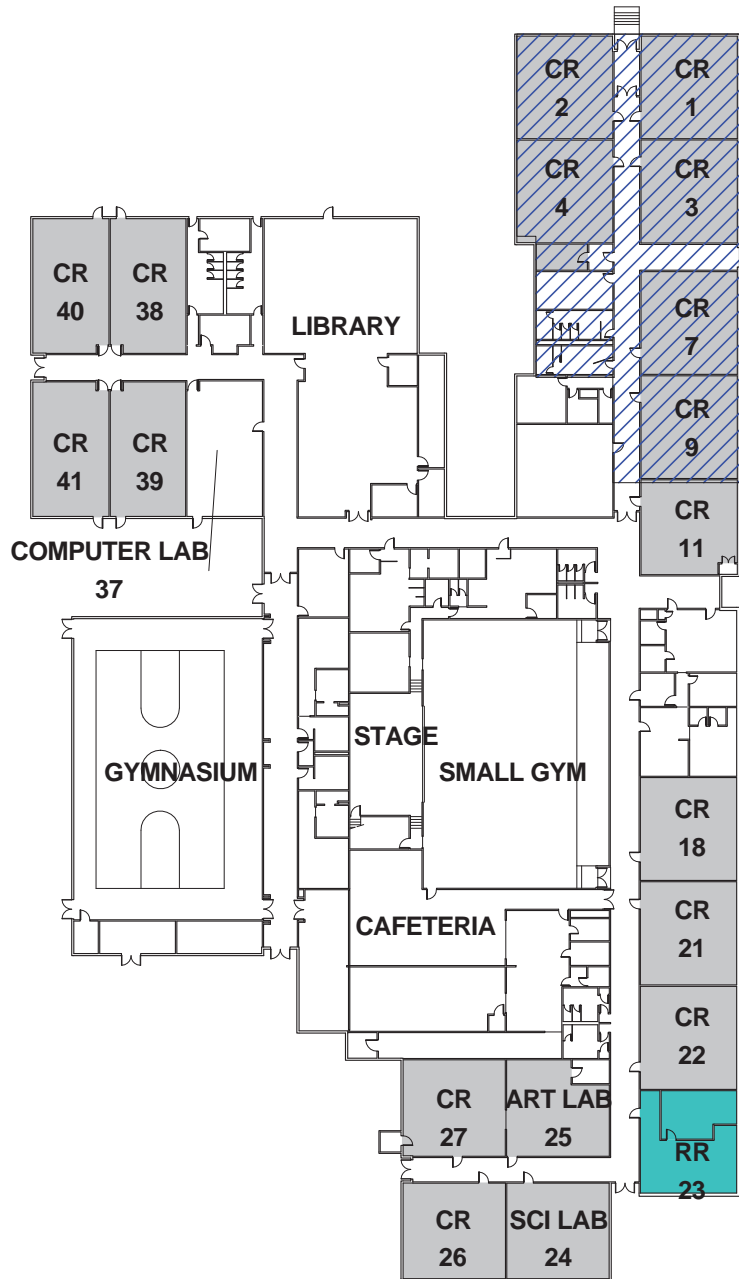 CR
2
CR
1
CR
4
CR
3
CR
40
CR
38
LIBRARY
CR
7
CR
41
CR
39
CR
9
CR
11
COMPUTER LAB
37
GYMNASIUM
STAGE
SMALL GYM
CR
18
CAFETERIA
CR
21
CR
22
CR
27
ART LAB
25
RR
23
CR
26
SCI LAB
24